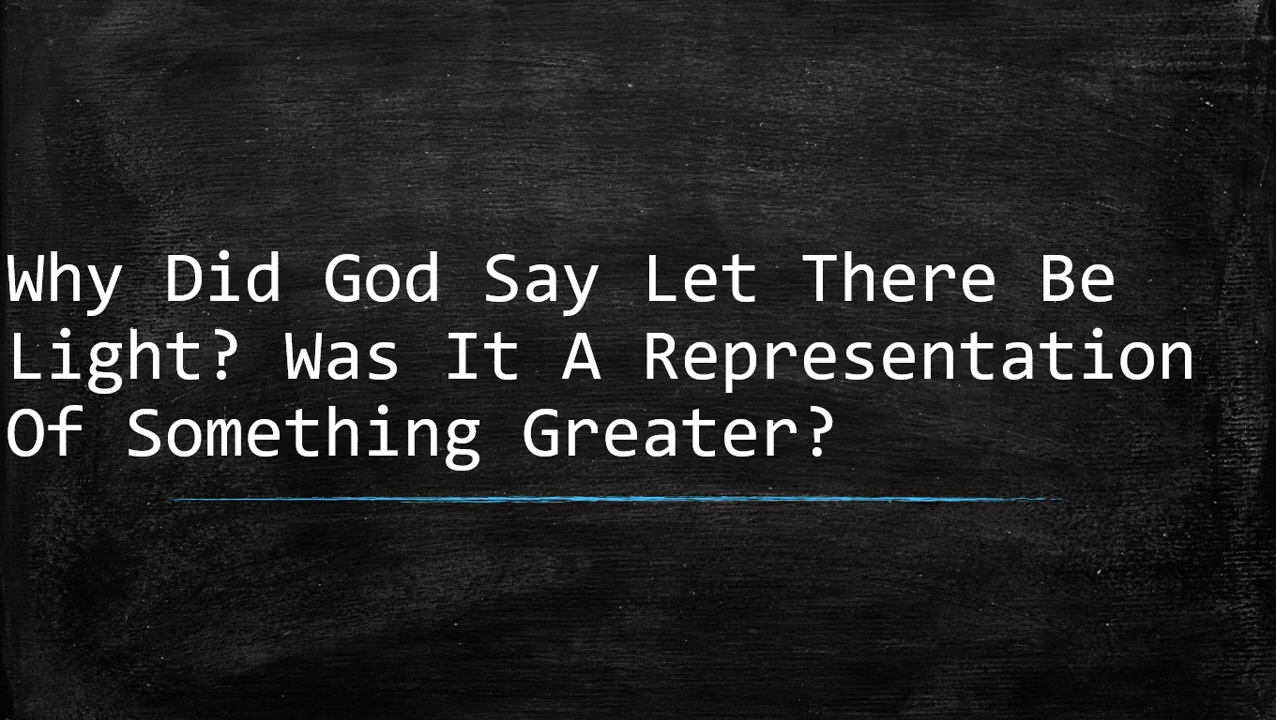 Why Did God Say Let There Be
Light? Was It A Representation
Of Something Greater?